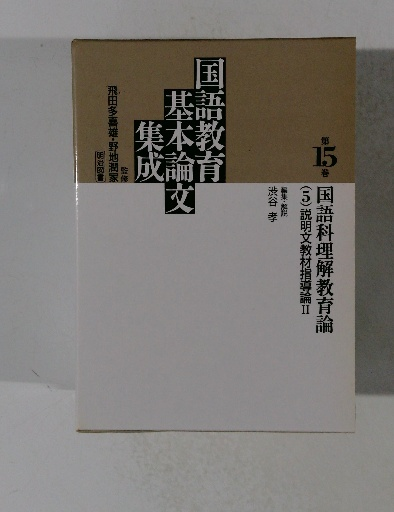 第15巻
国語科理解教育論
(5)説明文教材指導論II
編集・解説
渋谷 孝
国語教育
基本論文
集成
飛田多喜雄・野地潤家
監修
明治図書